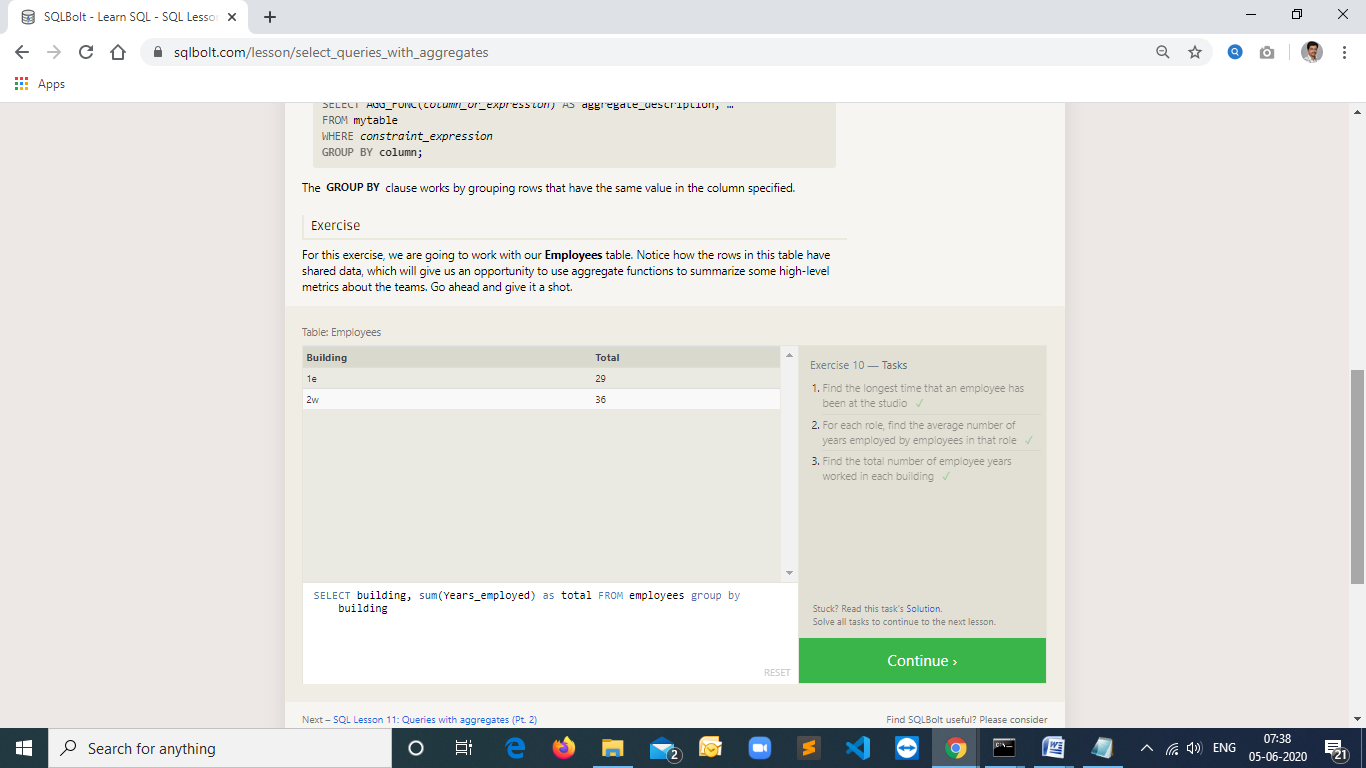 SQLBolt - Learn SQL - SQL Lesson
sqlbolt.com/lesson/select_queries_with_aggregates
Apps
SELECT AGG_FUNC(column_or_expression) AS aggregate_description, …
FROM mytable
WHERE constraint_expression
GROUP BY column;
The GROUP BY clause works by grouping rows that have the same value in the column specified.
Exercise
For this exercise, we are going to work with our Employees table. Notice how the rows in this table have
shared data, which will give us an opportunity to use aggregate functions to summarize some high-level
metrics about the teams. Go ahead and give it a shot.
Table: Employees
Building Total
1e 29
2w 36
SELECT building, sum(Years_employed) as total FROM employees group by
building
RESET
Exercise 10 — Tasks
1. Find the longest time that an employee has
been at the studio ✓
2. For each role, find the average number of
years employed by employees in that role ✓
3. Find the total number of employee years
worked in each building ✓
Stuck? Read this task's Solution.
Solve all tasks to continue to the next lesson.
Continue ›
Next – SQL Lesson 11: Queries with aggregates (Pt. 2)
Find SQLBolt useful? Please consider
Search for anything
2
ENG
07:38
05-06-2020
21